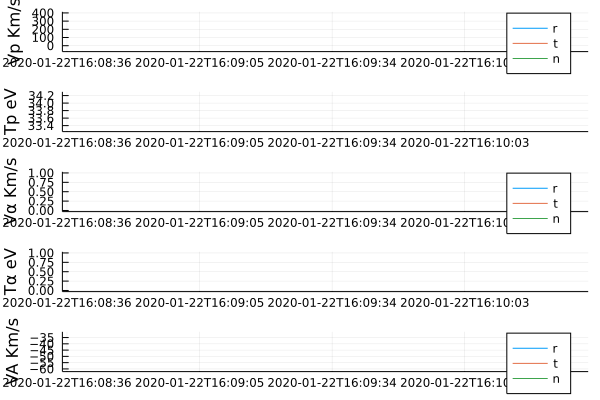 400
300
200
100
0
Vp Km/s
2020-01-22T16:08:36 2020-01-22T16:09:05 2020-01-22T16:09:34 2020-01-22T16:10
r
t
n
34.2
34.0
33.8
33.6
33.4
Tp eV
2020-01-22T16:08:36 2020-01-22T16:09:05 2020-01-22T16:09:34 2020-01-22T16:10:03
1.00
0.75
0.50
0.25
0.00
Vα Km/s
2020-01-22T16:08:36 2020-01-22T16:09:05 2020-01-22T16:09:34 2020-01-22T16:10
r
t
n
1.00
0.75
0.50
0.25
0.00
Tα eV
2020-01-22T16:08:36 2020-01-22T16:09:05 2020-01-22T16:09:34 2020-01-22T16:10:03
−35
−40
−45
−50
−55
−60
VA Km/s
2020-01-22T16:08:36 2020-01-22T16:09:05 2020-01-22T16:09:34 2020-01-22T16:10
r
t
n